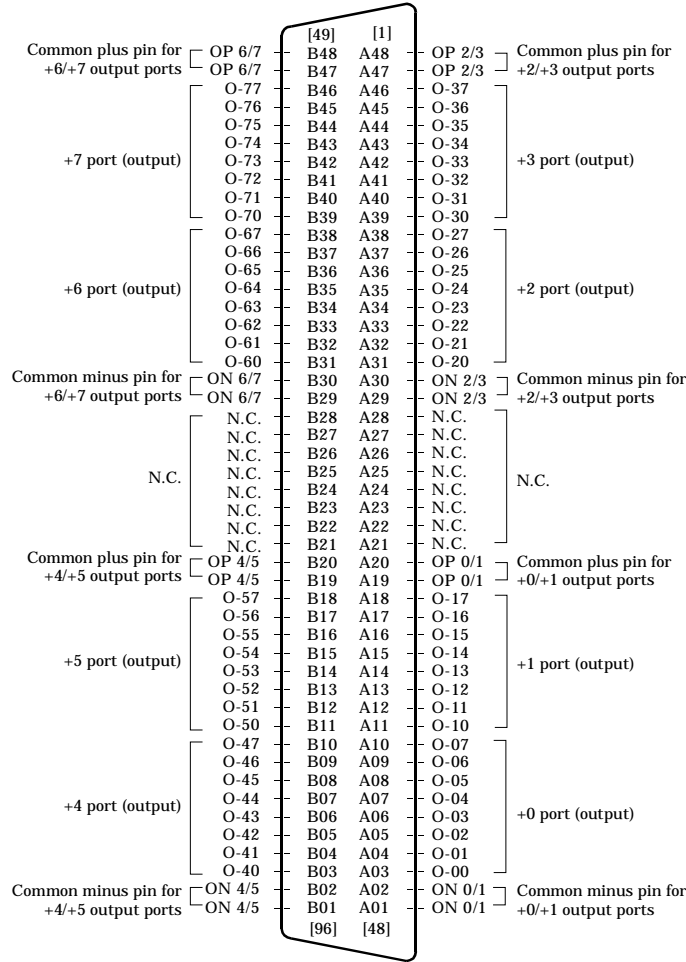 [49] [1]
Common plus pin for
+6/+7 output ports
OP 6/7 B48 A48 OP 2/3
OP 6/7 B47 A47 OP 2/3
Common plus pin for
+2/+3 output ports
O-77 B46 A46 O-37
O-76 B45 A45 O-36
O-75 B44 A44 O-35
O-74 B43 A43 O-34
+7 port (output) O-73 B42 A42 O-33 +3 port (output)
O-72 B41 A41 O-32
O-71 B40 A40 O-31
O-70 B39 A39 O-30
O-67 B38 A38 O-27
O-66 B37 A37 O-26
O-65 B36 A36 O-25
+6 port (output) O-64 B35 A35 O-24 +2 port (output)
O-63 B34 A34 O-23
O-62 B33 A33 O-22
O-61 B32 A32 O-21
O-60 B31 A31 O-20
Common minus pin for
+6/+7 output ports
ON 6/7 B30 A30 ON 2/3
ON 6/7 B29 A29 ON 2/3
Common minus pin for
+2/+3 output ports
N.C. B28 A28 N.C.
N.C. B27 A27 N.C.
N.C. B26 A26 N.C.
N.C. N.C. B25 A25 N.C. N.C.
N.C. B24 A24 N.C.
N.C. B23 A23 N.C.
N.C. B22 A22 N.C.
N.C. B21 A21 N.C.
Common plus pin for
+4/+5 output ports
OP 4/5 B20 A20 OP 0/1
OP 4/5 B19 A19 OP 0/1
Common plus pin for
+0/+1 output ports
O-57 B18 A18 O-17
O-56 B17 A17 O-16
O-55 B16 A16 O-15
+5 port (output) O-54 B15 A15 O-14 +1 port (output)
O-53 B14 A14 O-13
O-52 B13 A13 O-12
O-51 B12 A12 O-11
O-50 B11 A11 O-10
O-47 B10 A10 O-07
O-46 B09 A09 O-06
O-45 B08 A08 O-05
+4 port (output) O-44 B07 A07 O-04
O-43 B06 A06 O-03 +0 port (output)
O-42 B05 A05 O-02
O-41 B04 A04 O-01
O-40 B03 A03 O-00
Common minus pin for
+4/+5 output ports
ON 4/5 B02 A02 ON 0/1
ON 4/5 B01 A01 ON 0/1
Common minus pin for
+0/+1 output ports
[96] [48]